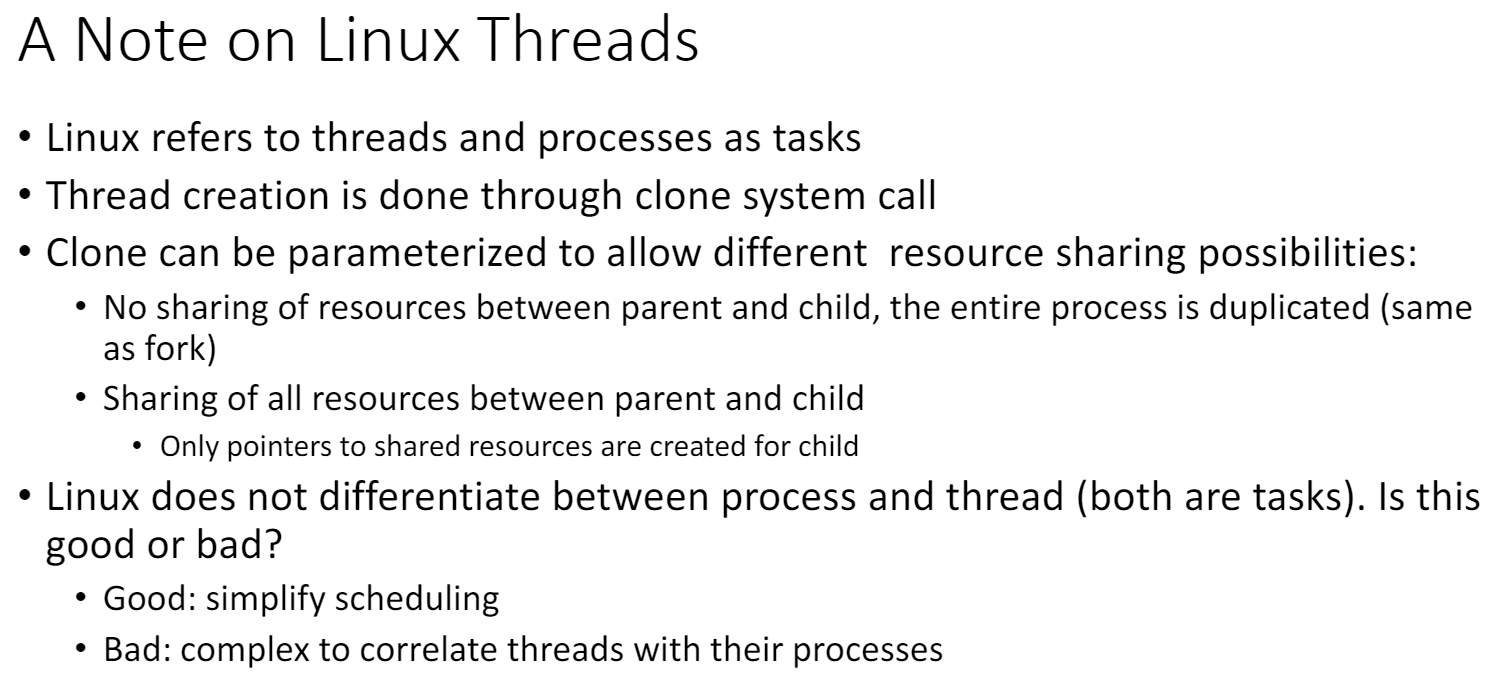 A Note on Linux Threads
• Linux refers to threads and processes as tasks
• Thread creation is done through clone system call
• Clone can be parameterized to allow different  resource sharing possibilities:
• No sharing of resources between parent and child, the entire process is duplicated (same
as fork)
• Sharing of all resources between parent and child
• Only pointers to shared resources are created for child
• Linux does not differentiate between process and thread (both are tasks). Is this
good or bad?
• Good: simplify scheduling
• Bad: complex to correlate threads with their processes